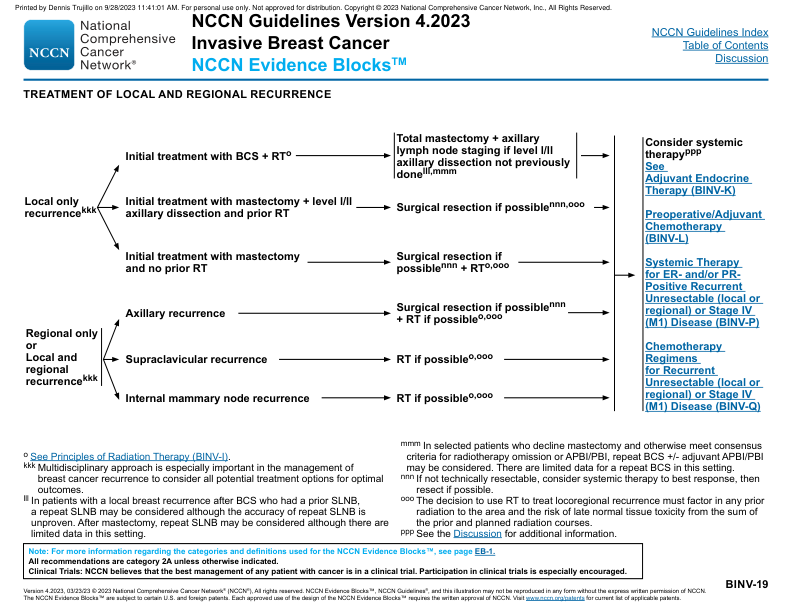 Printed by Dennis Trujillo on 9/28/2023 11:41:01 AM. For personal use only. Not approved for distribution. Copyright © 2023 National Comprehensive Cancer Network, Inc., All Rights Reserved.
NCCN
National
Comprehensive
Cancer
Network®
NCCN Guidelines Version 4.2023
Invasive Breast Cancer
NCCN Evidence Blocks™
NCCN Guidelines Index
Table of Contents
Discussion
TREATMENT OF LOCAL AND REGIONAL RECURRENCE
Local only
recurrencekkk
Initial treatment with BCS + RTo
Total mastectomy + axillary
lymph node staging if level I/II
axillary dissection not previously
donelll,mmm
Initial treatment with mastectomy + level I/II
axillary dissection and prior RT
Surgical resection if possiblennn,ooo
Initial treatment with mastectomy
and no prior RT
Surgical resection if
possiblennn + RTo,ooo
Regional only
or
Local and
regional
recurrencekkk
Axillary recurrence
Surgical resection if possiblennn
+ RT if possibleo,ooo
Supraclavicular recurrence
RT if possibleo,ooo
Internal mammary node recurrence
RT if possibleo,ooo
Consider systemic
therapyppp
See
Adjuvant Endocrine
Therapy (BINV-K)
Preoperative/Adjuvant
Chemotherapy
(BINV-L)
Systemic Therapy
for ER- and/or PR-
Positive Recurrent
Unresectable (local or
regional) or Stage IV
(M1) Disease (BINV-P)
Chemotherapy
Regimens
for Recurrent
Unresectable (local or
regional) or Stage IV
(M1) Disease (BINV-Q)
o See Principles of Radiation Therapy (BINV-I).
kkk Multidisciplinary approach is especially important in the management of
breast cancer recurrence to consider all potential treatment options for optimal
outcomes.
lll In patients with a local breast recurrence after BCS who had a prior SLNB,
a repeat SLNB may be considered although the accuracy of repeat SLNB is
unproven. After mastectomy, repeat SLNB may be considered although there are
limited data in this setting.
mmm In selected patients who decline mastectomy and otherwise meet consensus
criteria for radiotherapy omission or APBI/PBI, repeat BCS +/- adjuvant APBI/PBI
may be considered. There are limited data for a repeat BCS in this setting.
nnn If not technically resectable, consider systemic therapy to best response, then
resect if possible.
ooo The decision to use RT to treat locoregional recurrence must factor in any prior
radiation to the area and the risk of late normal tissue toxicity from the sum of
the prior and planned radiation courses.
ppp See the Discussion for additional information.
Note: For more information regarding the categories and definitions used for the NCCN Evidence Blocks™, see page EB-1.
All recommendations are category 2A unless otherwise indicated.
Clinical Trials: NCCN believes that the best management of any patient with cancer is in a clinical trial. Participation in clinical trials is especially encouraged.
BINV-19
Version 4.2023, 03/23/23 © 2023 National Comprehensive Cancer Network® (NCCN®), All rights reserved. NCCN Evidence Blocks™, NCCN Guidelines®, and this illustration may not be reproduced in any form without the express written permission of NCCN.
The NCCN Evidence Blocks™ are subject to certain U.S. and foreign patents. Each approved use of the design of the NCCN Evidence Blocks™ requires the written approval of NCCN. Visit www.nccn.org/patents for current list of applicable patents.